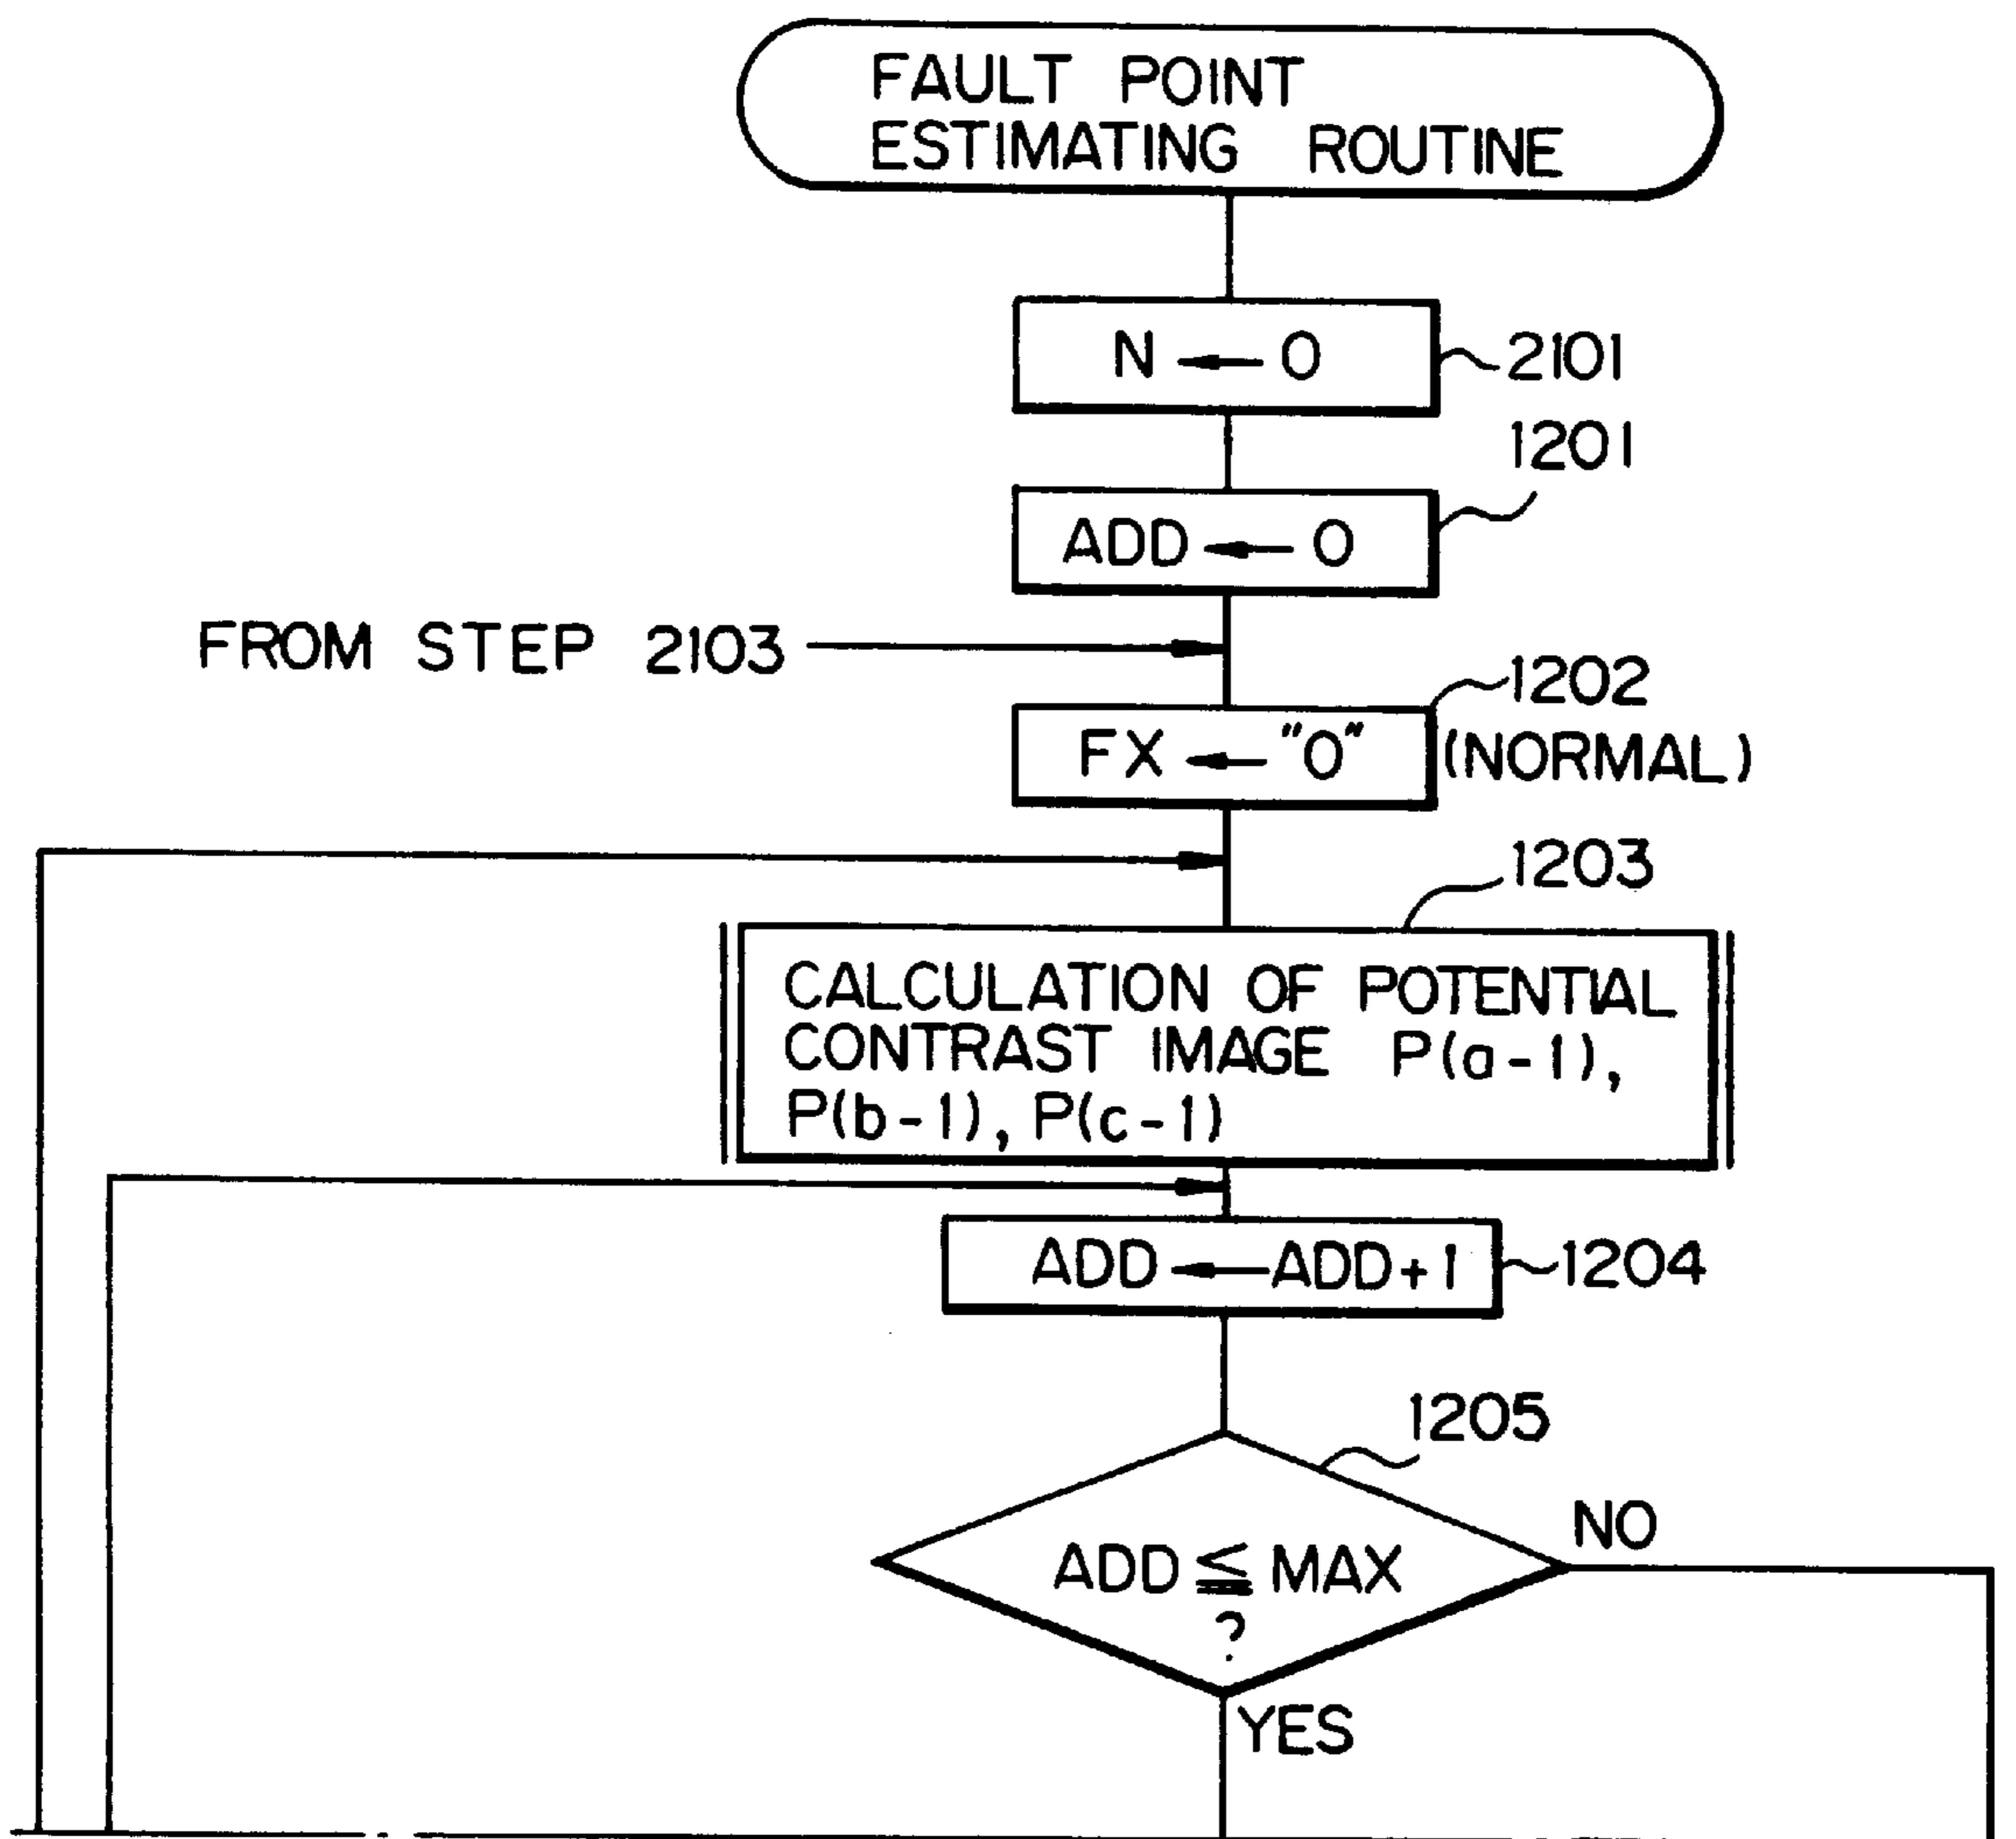 FAULT POINT
ESTIMATING ROUTINE
N ← 0
2101
1201
ADD ← 0
FROM STEP 2103
1202
FX ← "0"
(NORMAL)
1203
CALCULATION OF POTENTIAL
CONTRAST IMAGE P(a-1),
P(b-1), P(c-1)
ADD ← ADD+1
1204
1205
NO
ADD ≦ MAX
?
YES